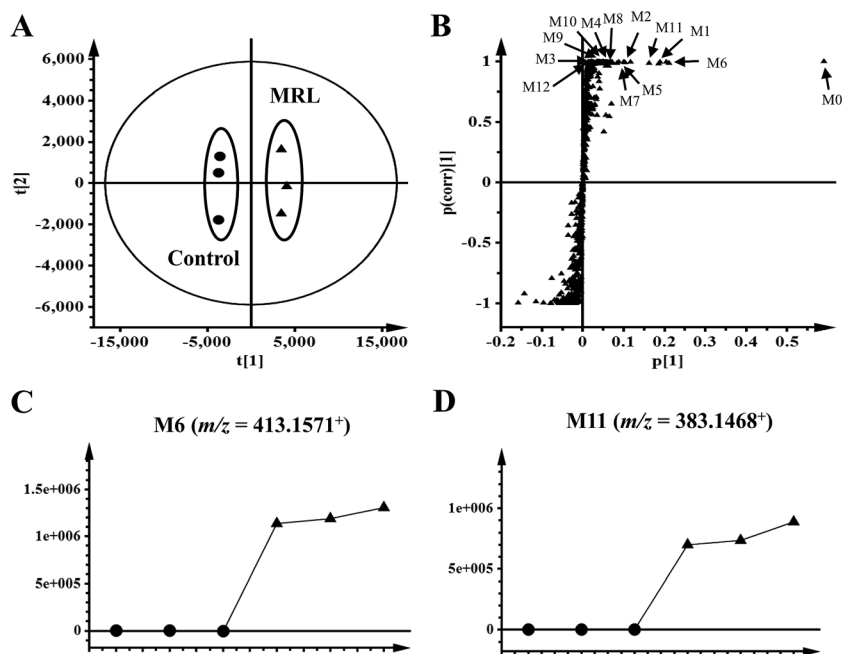 A
6,000
4,000
2,000
0
-2,000
-4,000
-6,000
t[2]
MRL
Control
-15,000
-5,000
5,000
15,000
t[1]
B
M10 M4 M8 M2 M11 M1
M9
M3
M12
M6
M5
M7
M0
1
0.5
0
-0.5
-1
p(corr)[1]
-0.2 -0.1 0 0.1 0.2 0.3 0.4 0.5
p[1]
C
M6 (m/z = 413.1571⁺)
1.5e+006
1e+006
5e+005
0
D
M11 (m/z = 383.1468⁺)
1e+006
5e+005
0